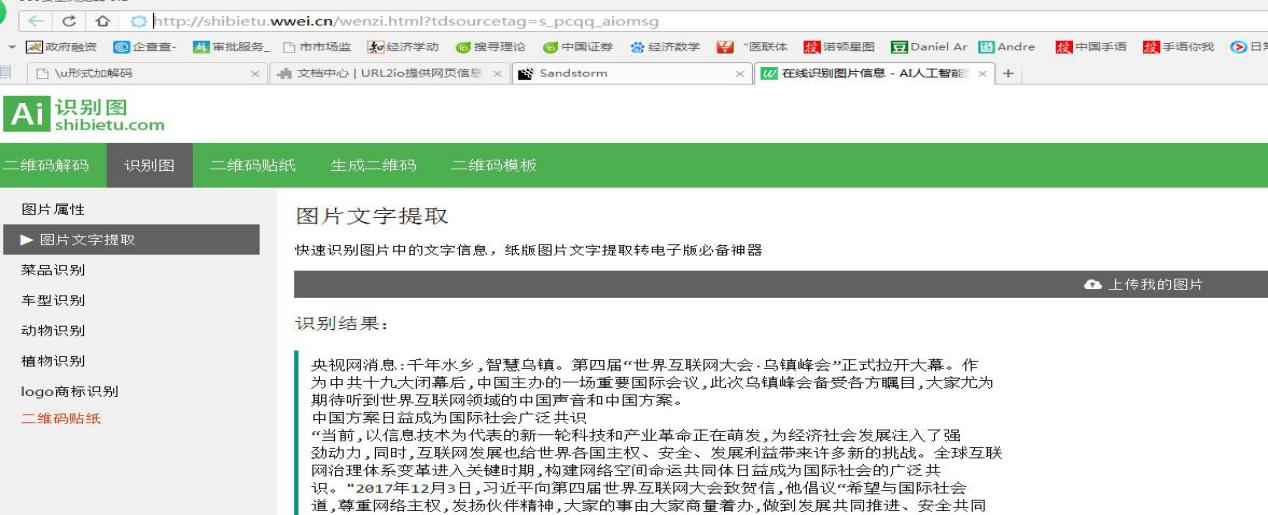 http://shibietu.wwei.cn/wenzi.html?tdsourcetag=s_pcqq_aiomsg
政府融资 企查查- 审批服务_ 市市场监 经济学动 搜寻理论 中国证券 经济数学 "医联体 诺顿星图 Daniel Ar Andre 中国手语 手语你我
\u形式加解码 文档中心 | URL2io提供网页信息 Sandstorm 在线识别图片信息 - AI人工智能
Ai 识别图
shibietu.com
二维码解码 识别图 二维码贴纸 生成二维码 二维码模板
图片属性
▶ 图片文字提取
菜品识别
车型识别
动物识别
植物识别
logo商标识别
二维码贴纸
图片文字提取
快速识别图片中的文字信息，纸版图片文字提取转电子版必备神器
上传我的图片
识别结果：
央视网消息:千年水乡,智慧乌镇。第四届“世界互联网大会·乌镇峰会”正式拉开大幕。作
为中共十九大闭幕后,中国主办的一场重要国际会议,此次乌镇峰会备受各方瞩目,大家尤为
期待听到世界互联网领域的中国声音和中国方案。
中国方案日益成为国际社会广泛共识
“当前,以信息技术为代表的新一轮科技和产业革命正在萌发,为经济社会发展注入了强
劲动力,同时,互联网发展也给世界各国主权、安全、发展利益带来许多新的挑战。全球互联
网治理体系变革进入关键时期,构建网络空间命运共同体日益成为国际社会的广泛共
识。"2017年12月3日,习近平向第四届世界互联网大会致贺信,他倡议“希望与国际社会
道,尊重网络主权,发扬伙伴精神,大家的事由大家商量着办,做到发展共同推进、安全共同